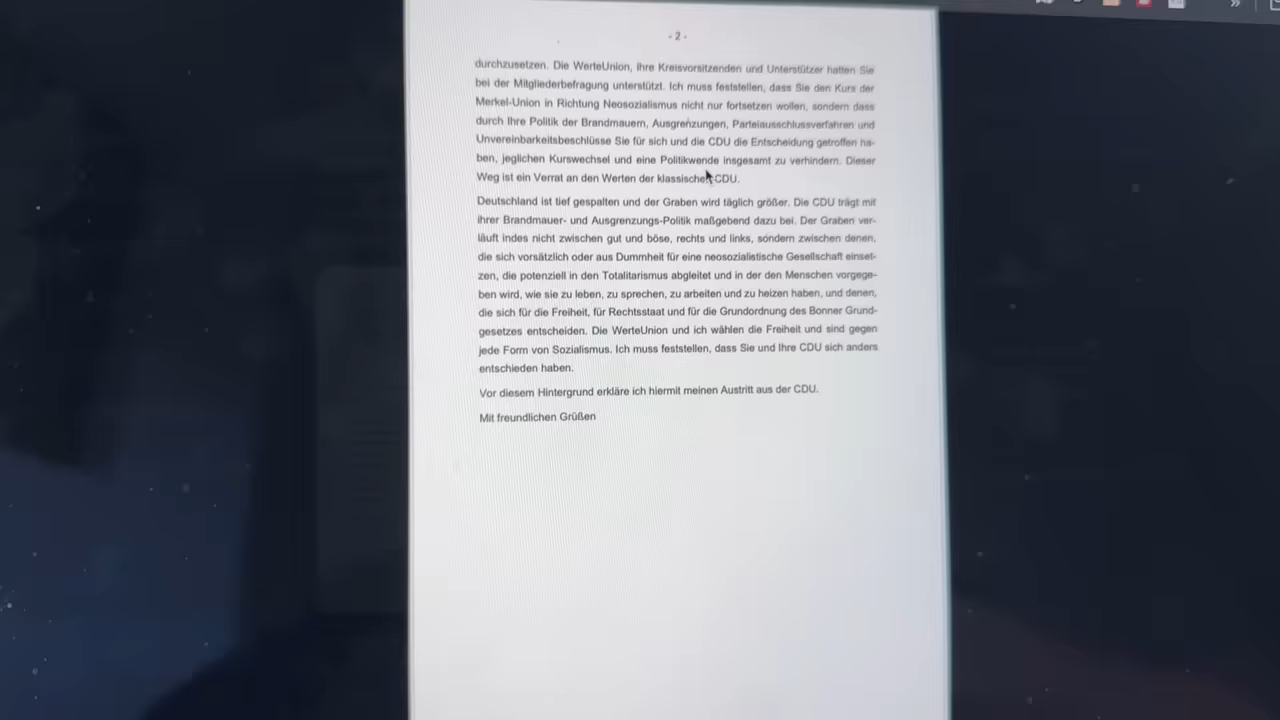 - 2 -
durchzusetzen. Die WerteUnion, ihre Kreisvorsitzenden und Unterstützer hatten Sie
bei der Mitgliederbefragung unterstützt. Ich muss feststellen, dass Sie den Kurs der
Merkel-Union in Richtung Neosozialismus nicht nur fortsetzen wollen, sondern dass
durch Ihre Politik der Brandmauern, Ausgrenzungen, Parteiausschlussverfahren und
Unvereinbarkeitsbeschlüsse Sie für sich und die CDU die Entscheidung getroffen ha-
ben, jeglichen Kurswechsel und eine Politikwende insgesamt zu verhindern. Dieser
Weg ist ein Verrat an den Werten der klassischen CDU.
Deutschland ist tief gespalten und der Graben wird täglich größer. Die CDU trägt mit
ihrer Brandmauer- und Ausgrenzungs-Politik maßgebend dazu bei. Der Graben ver-
läuft indes nicht zwischen gut und böse, rechts und links, sondern zwischen denen,
die sich vorsätzlich oder aus Dummheit für eine neosozialistische Gesellschaft einset-
zen, die potenziell in den Totalitarismus abgleitet und in der den Menschen vorgege-
ben wird, wie sie zu leben, zu sprechen, zu arbeiten und zu heizen haben, und denen,
die sich für die Freiheit, für Rechtsstaat und für die Grundordnung des Bonner Grund-
gesetzes entscheiden. Die WerteUnion und ich wählen die Freiheit und sind gegen
jede Form von Sozialismus. Ich muss feststellen, dass Sie und Ihre CDU sich anders
entschieden haben.
Vor diesem Hintergrund erkläre ich hiermit meinen Austritt aus der CDU.
Mit freundlichen Grüßen